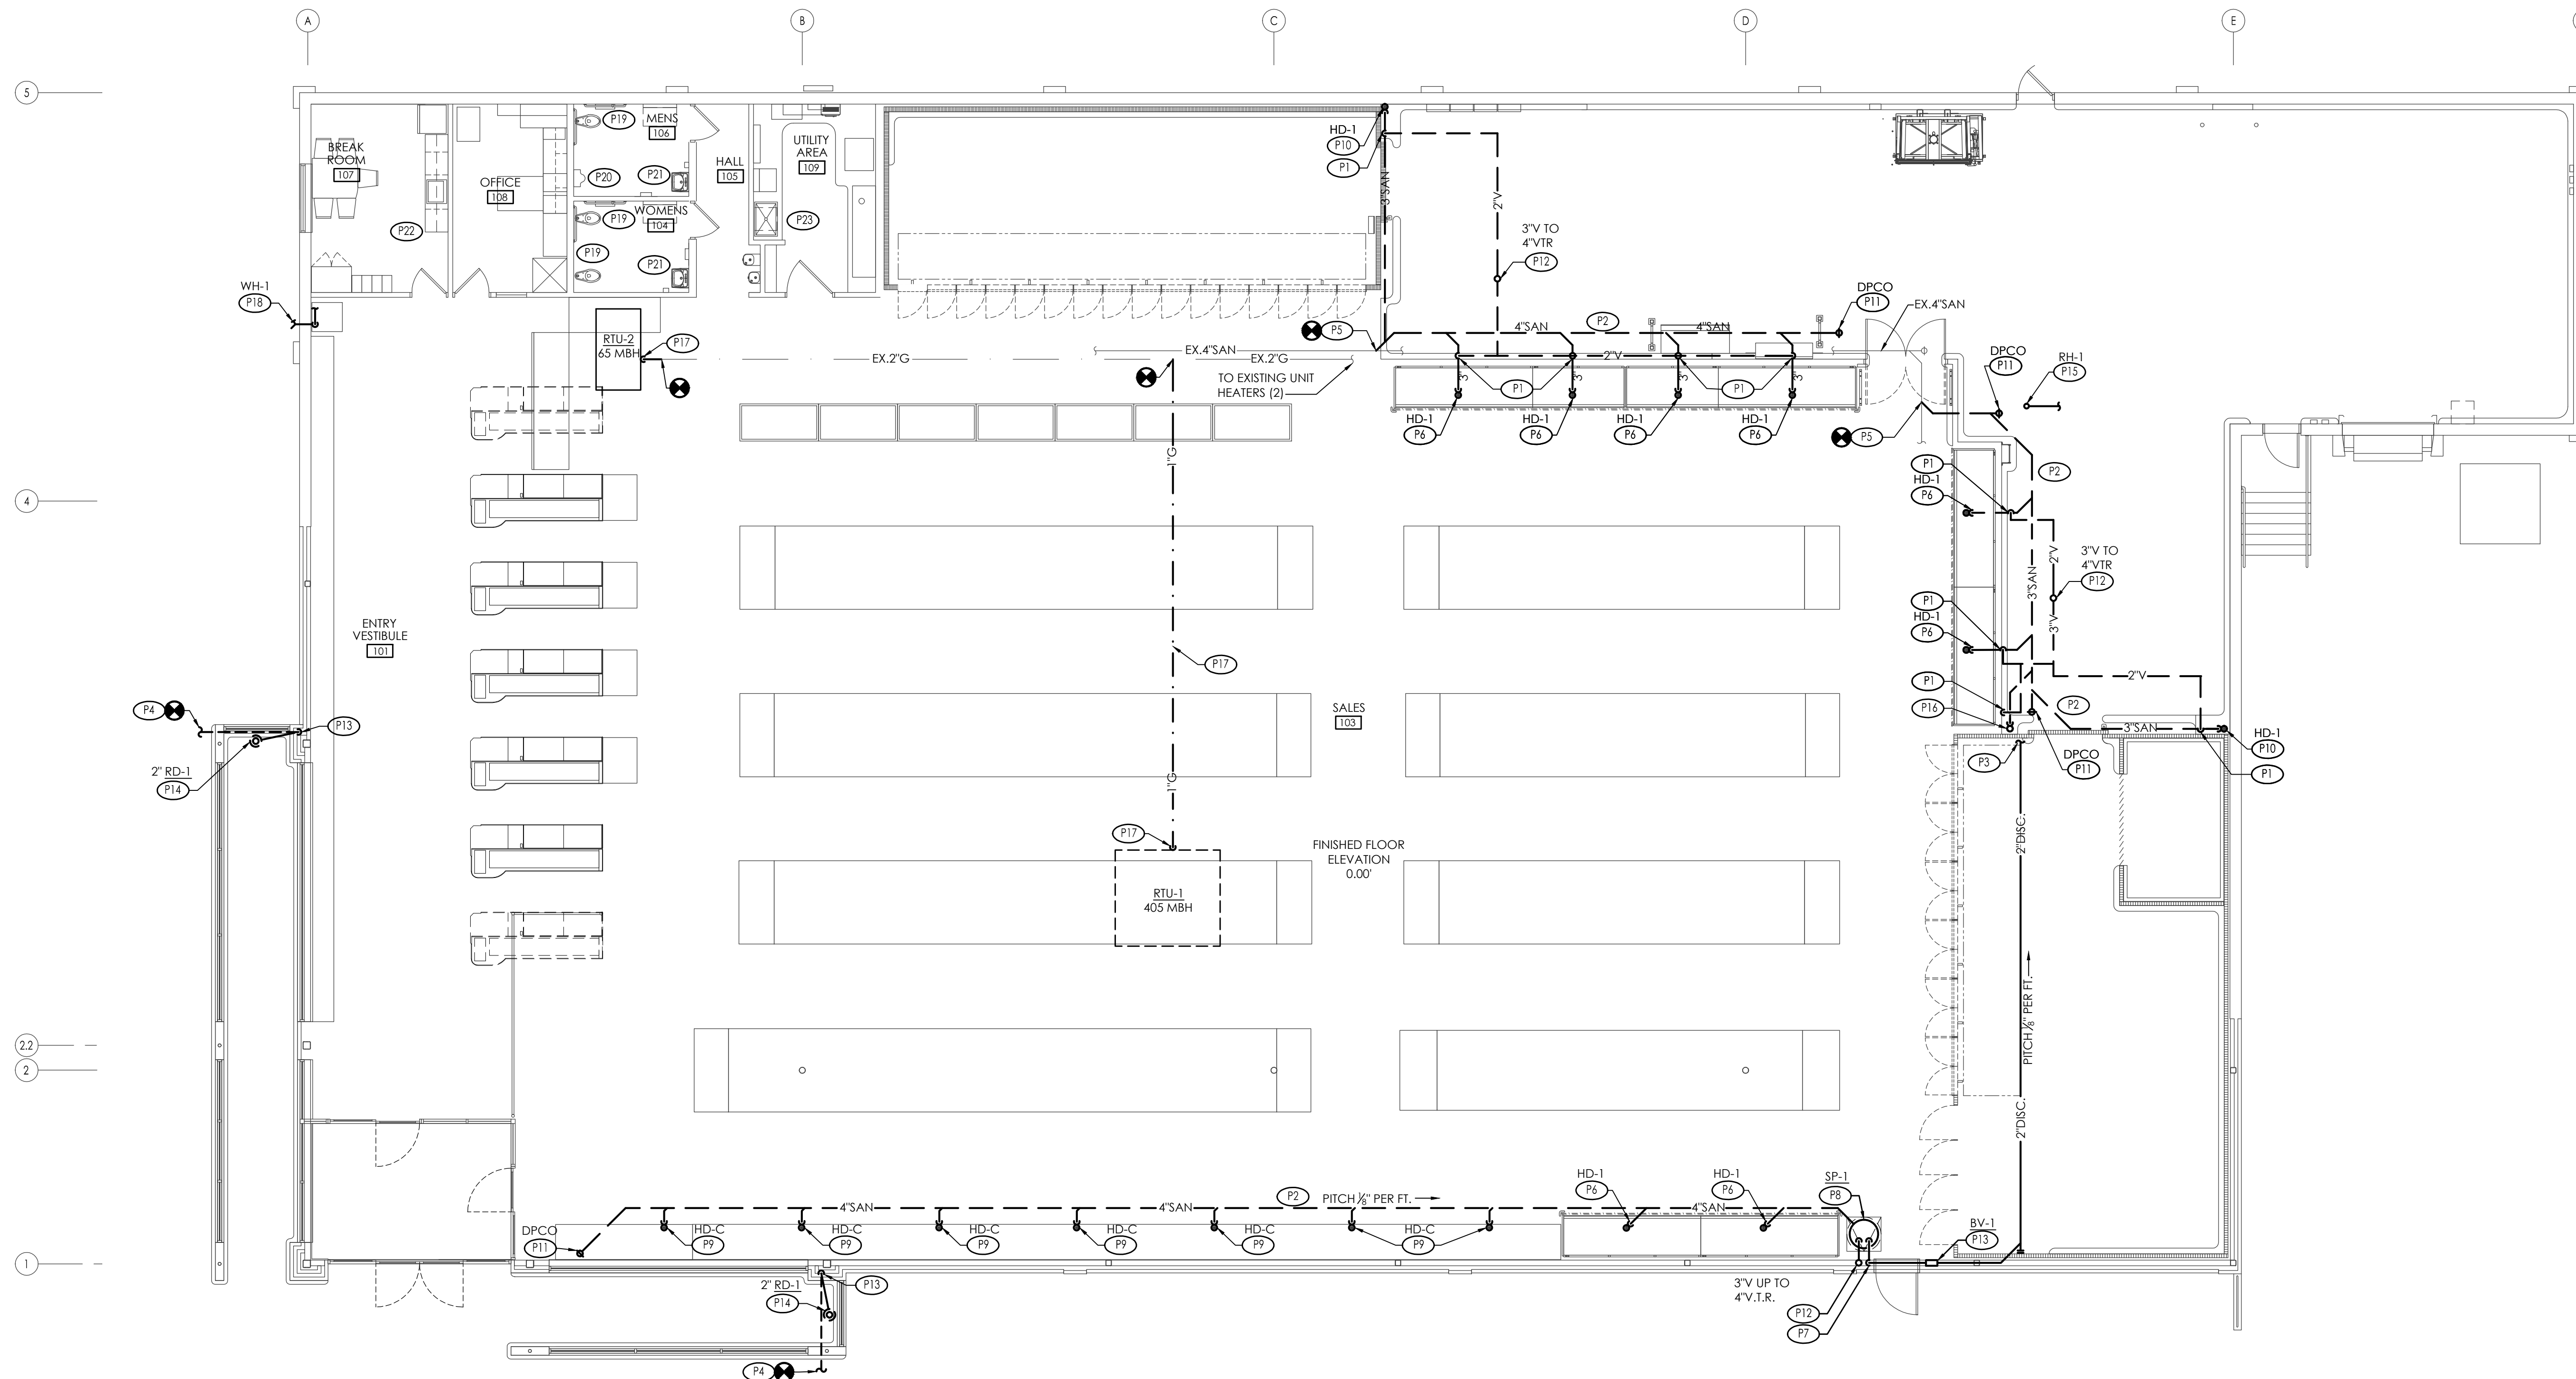 A
B
C
D
E
5
4
2.2
2
1
BREAK
ROOM
107
P22
OFFICE
108
P19
MENS
106
P20
P21
P19
WOMENS
104
P19
P21
HALL
105
UTILITY
AREA
109
P23
HD-1
P10
P1
3"SAN
2"V
3"V TO
4"VTR
P12
WH-1
P18
RTU-2
65 MBH
P17
EX.2"G
EX.4"SAN
EX.2"G
TO EXISTING UNIT
HEATERS (2)
P5
4"SAN
P2
4"SAN
DPCO
P11
EX.4"SAN
2"V
3"
3"
3"
3"
P1
P1
HD-1
P6
HD-1
P6
HD-1
P6
HD-1
P6
DPCO
P11
RH-1
P15
P5
P2
P1
HD-1
P6
2"V
3"V TO
4"VTR
P12
3"SAN
3"V
P1
HD-1
P6
2"V
P1
P16
P2
3"SAN
HD-1
P10
P1
DPCO
P11
P3
1"G
P17
1"G
P17
RTU-1
405 MBH
ENTRY
VESTIBULE
101
SALES
103
FINISHED FLOOR
ELEVATION
0.00'
P4
P13
2" RD-1
P14
2"DISC.
PITCH ⅛" PER FT.
2"DISC.
DPCO
P11
4"SAN
4"SAN
P2
PITCH ⅛" PER FT.
4"SAN
HD-C
P9
HD-C
P9
HD-C
P9
HD-C
P9
HD-C
P9
HD-C
P9
HD-1
P6
HD-1
P6
SP-1
P8
BV-1
P13
2" RD-1
P14
P13
P4
3"V UP TO
4"V.T.R.
P12
P7